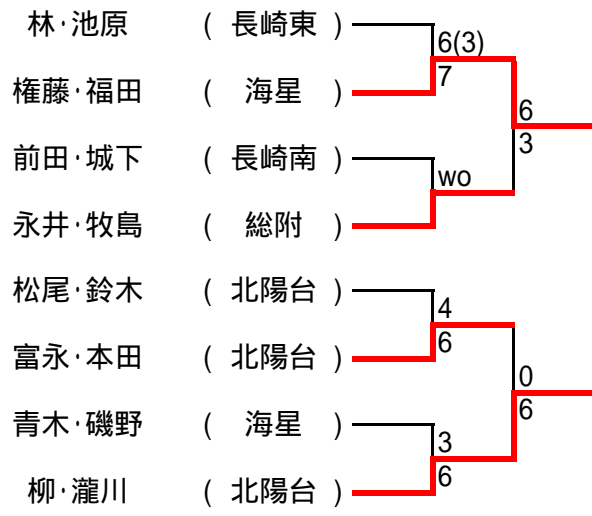 林・池原 ( 長崎東 )
6(3)
権藤・福田 ( 海星 )
7
6
3
前田・城下 ( 長崎南 )
wo
永井・牧島 ( 総附 )
松尾・鈴木 ( 北陽台 )
4
富永・本田 ( 北陽台 )
6
0
6
青木・磯野 ( 海星 )
3
柳・瀧川 ( 北陽台 )
6